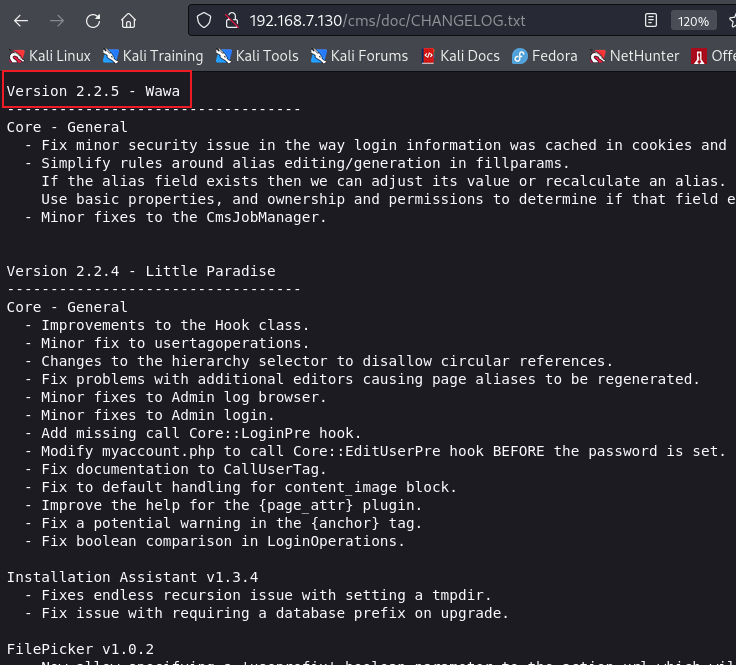 192.168.7.130/cms/doc/CHANGELOG.txt 120%
Kali Linux Kali Training Kali Tools Kali Forums Kali Docs Fedora NetHunter Offe
Version 2.2.5 - Wawa
----------------------------------
Core - General
- Fix minor security issue in the way login information was cached in cookies and
- Simplify rules around alias editing/generation in fillparams.
If the alias field exists then we can adjust its value or recalculate an alias.
Use basic properties, and ownership and permissions to determine if that field e
- Minor fixes to the CmsJobManager.
Version 2.2.4 - Little Paradise
----------------------------------
Core - General
- Improvements to the Hook class.
- Minor fix to usertagoperations.
- Changes to the hierarchy selector to disallow circular references.
- Fix problems with additional editors causing page aliases to be regenerated.
- Minor fixes to Admin log browser.
- Minor fixes to Admin login.
- Add missing call Core::LoginPre hook.
- Modify myaccount.php to call Core::EditUserPre hook BEFORE the password is set.
- Fix documentation to CallUserTag.
- Fix to default handling for content_image block.
- Improve the help for the {page_attr} plugin.
- Fix a potential warning in the {anchor} tag.
- Fix boolean comparison in LoginOperations.
Installation Assistant v1.3.4
- Fixes endless recursion issue with setting a tmpdir.
- Fix issue with requiring a database prefix on upgrade.
FilePicker v1.0.2